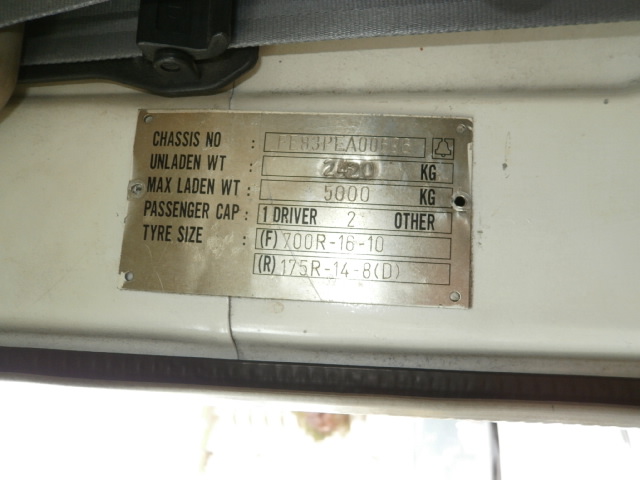 CHASSIS NO :
UNLADEN WT : 2420 KG
MAX LADEN WT : 5000 KG
PASSENGER CAP : 1 DRIVER 2 OTHER
TYRE SIZE : (F) 700R-16-10
(R) 175R-14-8(D)